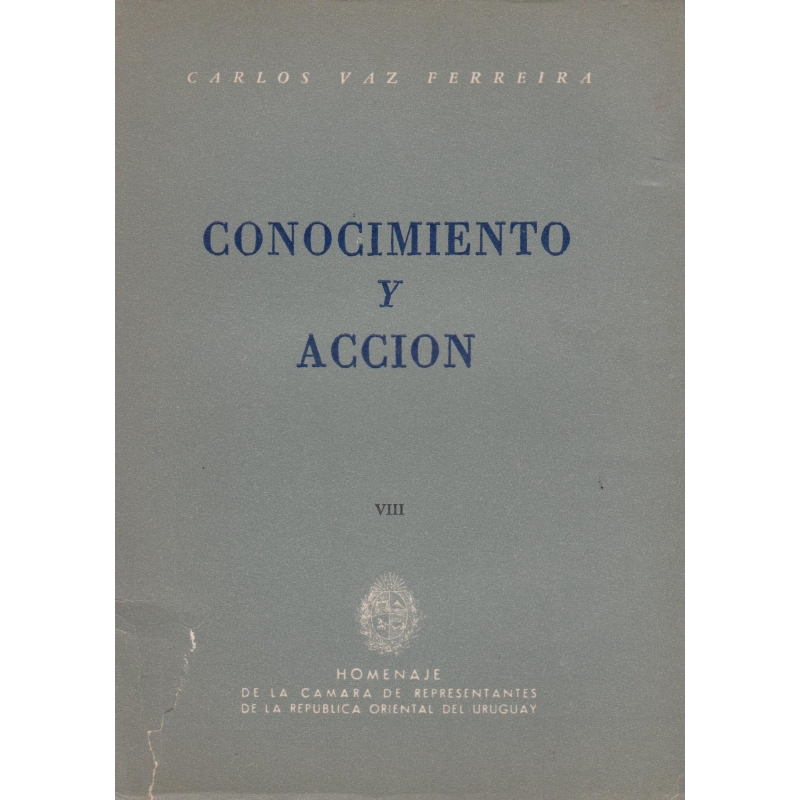 CARLOS VAZ FERREIRA
CONOCIMIENTO
Y
ACCION
VIII
HOMENAJE
DE LA CAMARA DE REPRESENTANTES
DE LA REPUBLICA ORIENTAL DEL URUGUAY